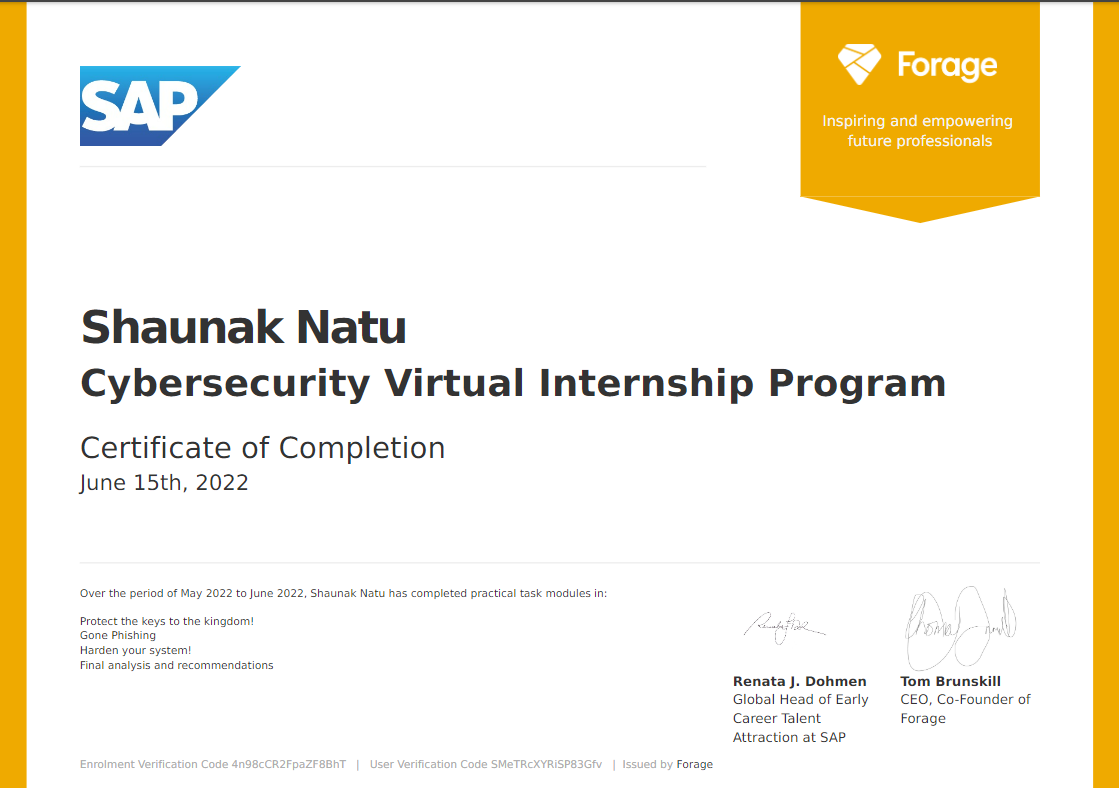 SAP
Forage
Inspiring and empowering
future professionals
Shaunak Natu
Cybersecurity Virtual Internship Program
Certificate of Completion
June 15th, 2022
Over the period of May 2022 to June 2022, Shaunak Natu has completed practical task modules in:
Protect the keys to the kingdom!
Gone Phishing
Harden your system!
Final analysis and recommendations
Renata J. Dohmen
Global Head of Early
Career Talent
Attraction at SAP
Tom Brunskill
CEO, Co-Founder of
Forage
Enrolment Verification Code 4n98cCR2FpaZF8BhT | User Verification Code SMeTRcXYRiSP83Gfv | Issued by Forage